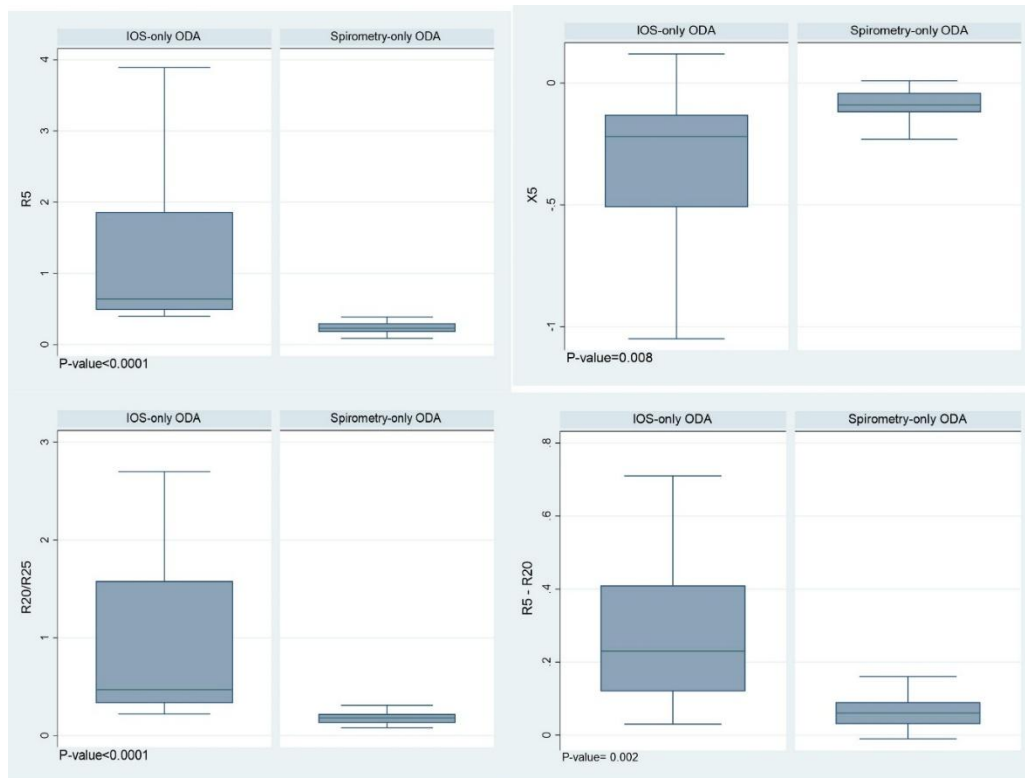 IOS-only ODA
Spirometry-only ODA
4
3
2
1
0
R5
P-value<0.0001
IOS-only ODA
Spirometry-only ODA
0
-.5
-1
X5
P-value=0.008
IOS-only ODA
Spirometry-only ODA
3
2
1
0
R20/R25
P-value<0.0001
IOS-only ODA
Spirometry-only ODA
.8
.6
.4
.2
0
R5 - R20
P-value= 0.002